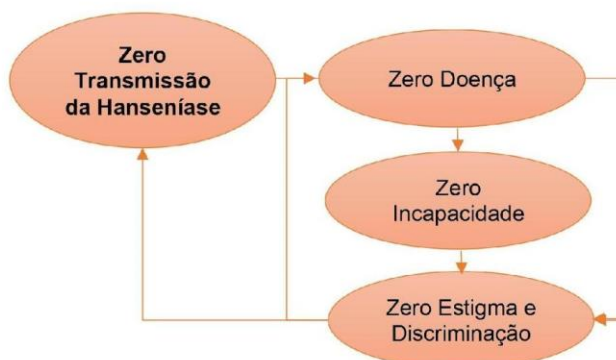 Zero
Transmissão
da Hanseníase
Zero Doença
Zero
Incapacidade
Zero Estigma e
Discriminação